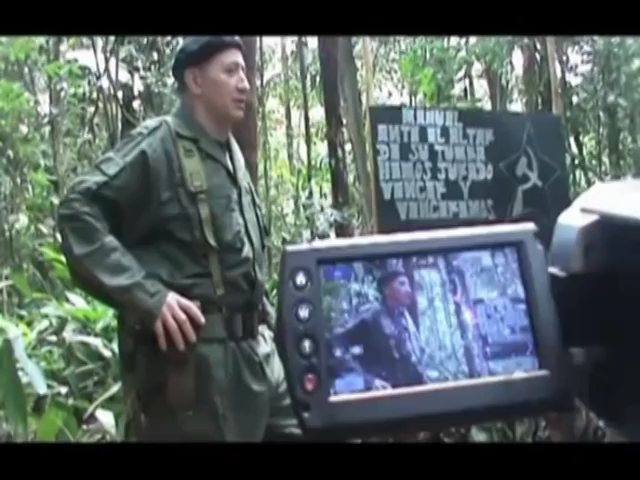 MANUEL
ANTE EL ALTAR
DE SU TUMBA
HEMOS JURADO
VENCER Y
VENCEREMOS